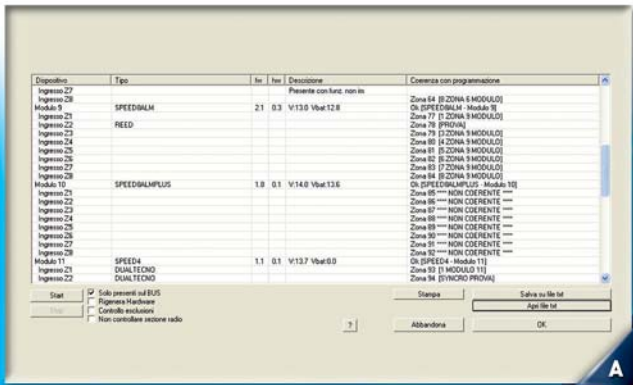 Dispositivo Tipo fw hw Descrizione Coerenza con programmazione
Ingresso Z7 Presente con funz. non ini
Ingresso Z8 Zona 64 [8 ZONA 6 MODULO]
Modulo 9 SPEED8ALM 2.1 0.3 V:13.0 Vbat:12.8 Ok [SPEED8ALM - Modulo 9]
Ingresso Z1 Zona 77 [1 ZONA 9 MODULO]
Ingresso Z2 REED Zona 78 [PROVA]
Ingresso Z3 Zona 79 [3 ZONA 9 MODULO]
Ingresso Z4 Zona 80 [4 ZONA 9 MODULO]
Ingresso Z5 Zona 81 [5 ZONA 9 MODULO]
Ingresso Z6 Zona 82 [6 ZONA 9 MODULO]
Ingresso Z7 Zona 83 [7 ZONA 9 MODULO]
Ingresso Z8 Zona 84 [8 ZONA 9 MODULO]
Modulo 10 SPEED8ALMPLUS 1.8 0.1 V:14.0 Vbat:13.6 Ok [SPEED8ALMPLUS - Modulo 10]
Ingresso Z1 Zona 85 **** NON COERENTE ****
Ingresso Z2 Zona 86 **** NON COERENTE ****
Ingresso Z3 Zona 87 **** NON COERENTE ****
Ingresso Z4 Zona 88 **** NON COERENTE ****
Ingresso Z5 Zona 89 **** NON COERENTE ****
Ingresso Z6 Zona 90 **** NON COERENTE ****
Ingresso Z7 Zona 91 **** NON COERENTE ****
Ingresso Z8 Zona 92 **** NON COERENTE ****
Modulo 11 SPEED4 1.1 0.1 V:13.7 Vbat:0.0 Ok [SPEED4 - Modulo 11]
Ingresso Z1 DUALTECNO Zona 93 [1 MODULO 11]
Ingresso Z2 DUALTECNO Zona 94 [SYNCRO PROVA]
Start Solo presenti sul BUS Stampa Salva su file txt
Rigenera Hardware Apri file txt
Controllo esclusioni
Non controllare sezione radio ? Abbandona OK
A